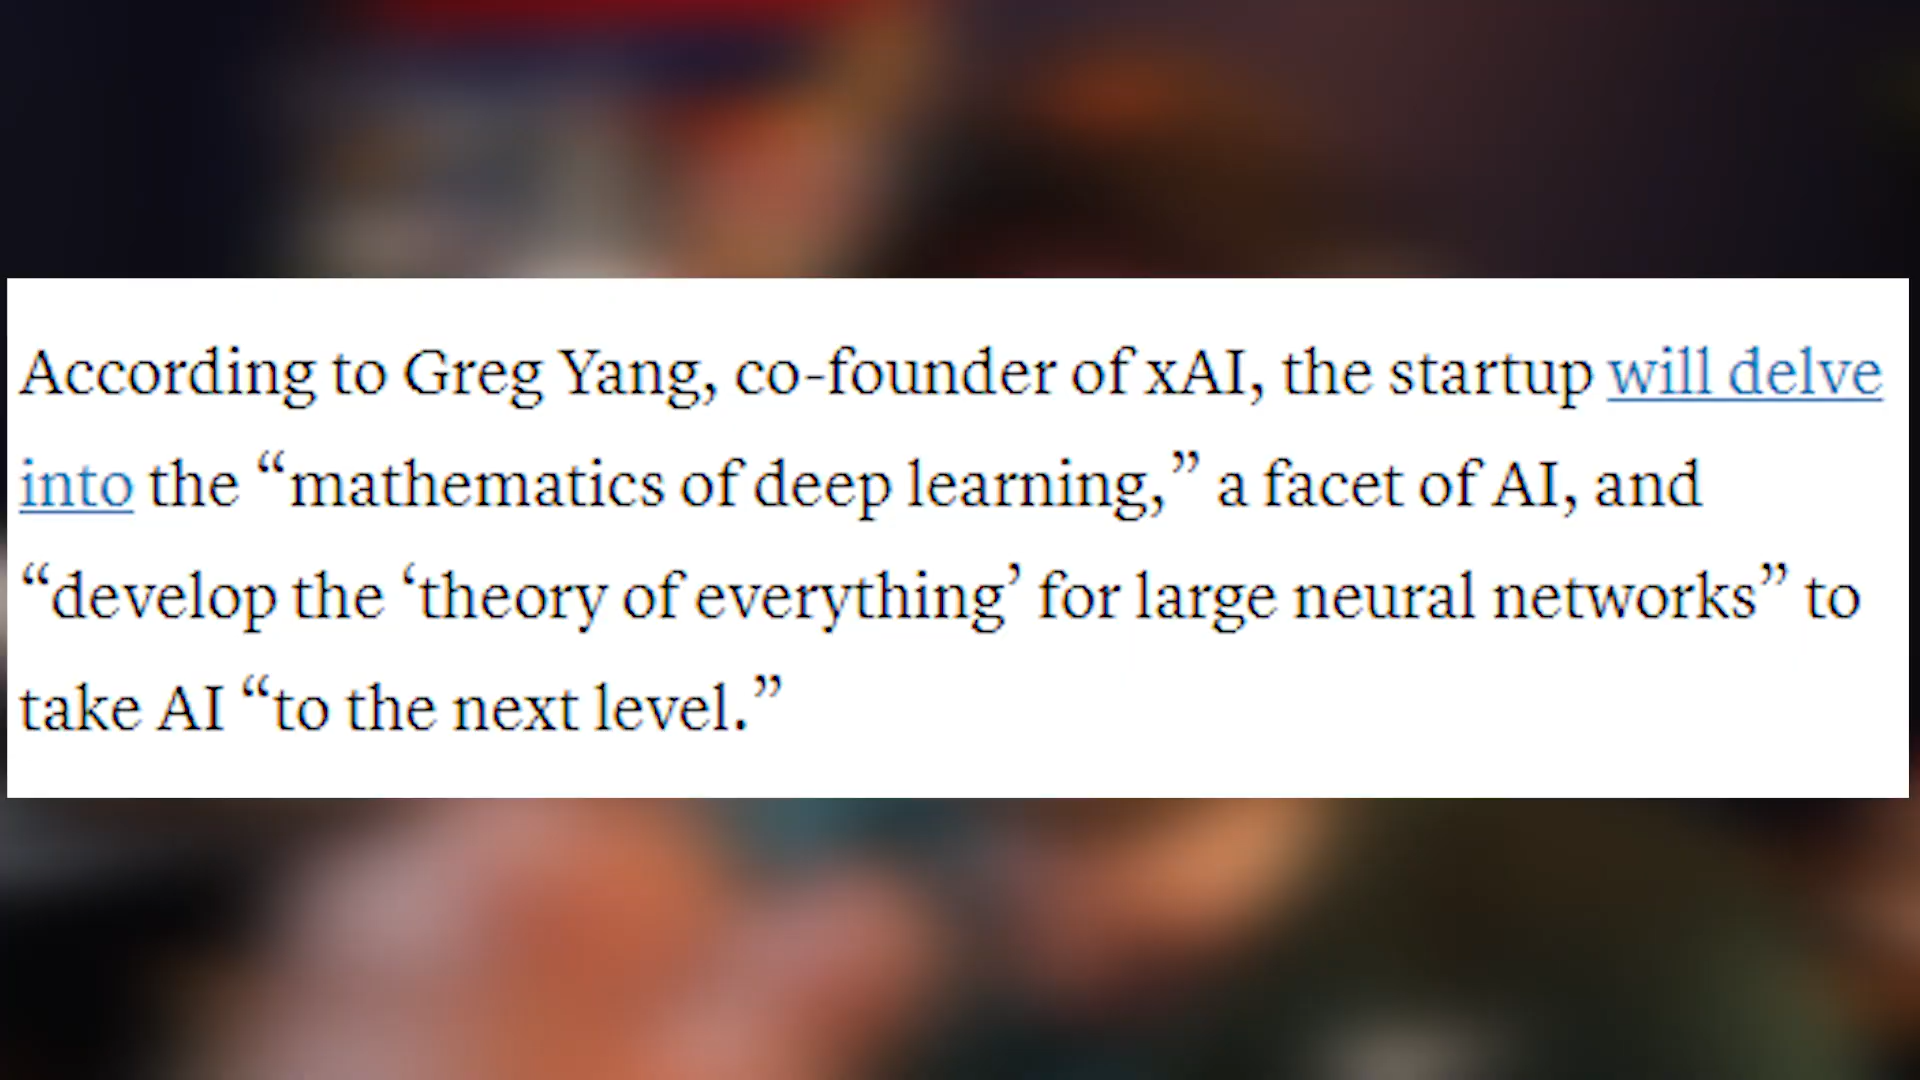 According to Greg Yang, co-founder of xAI, the startup will delve
into the “mathematics of deep learning,” a facet of AI, and
“develop the ‘theory of everything’ for large neural networks” to
take AI “to the next level.”